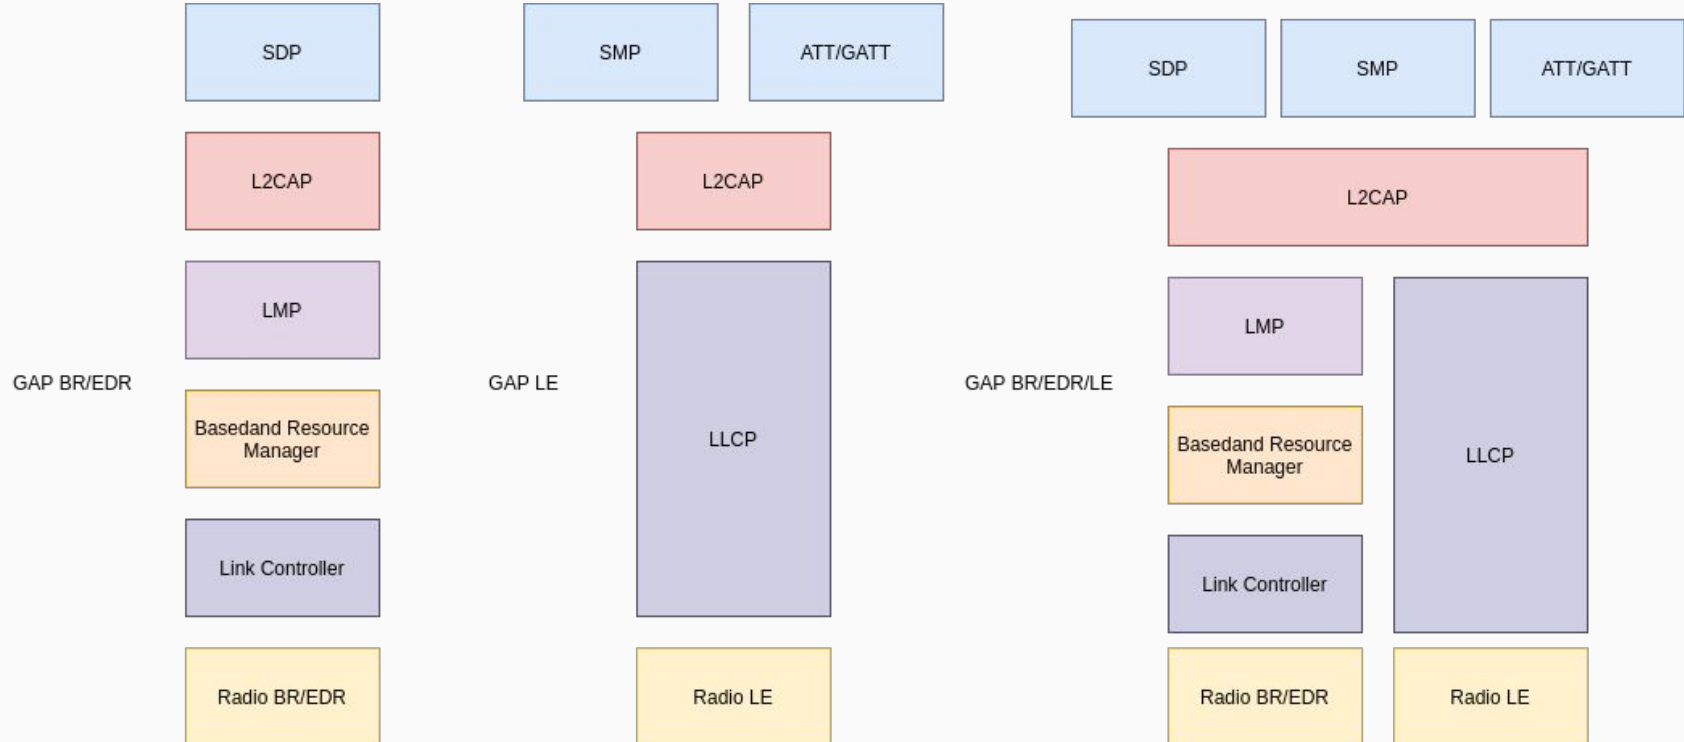 SDP
L2CAP
LMP
GAP BR/EDR
Basedand Resource
Manager
Link Controller
Radio BR/EDR
SMP
ATT/GATT
L2CAP
GAP LE
LLCP
Radio LE
SDP
SMP
ATT/GATT
L2CAP
LMP
GAP BR/EDR/LE
Basedand Resource
Manager
LLCP
Link Controller
Radio BR/EDR
Radio LE